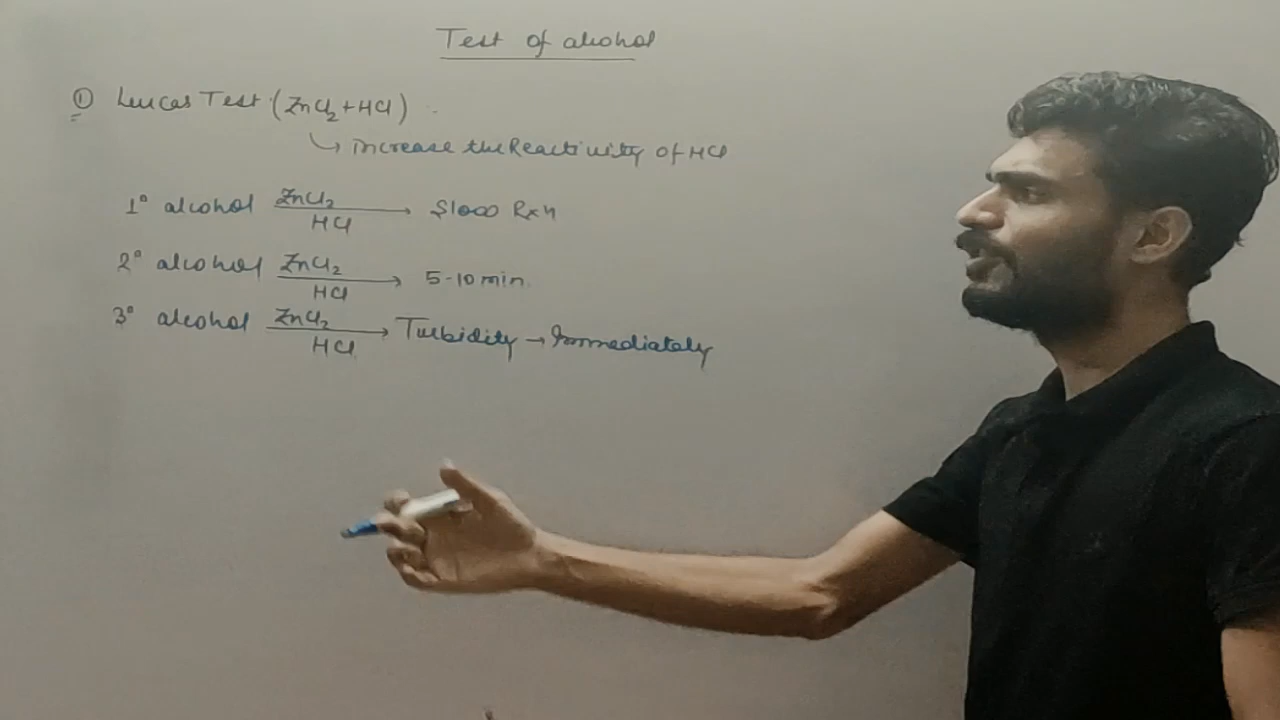 Test of alcohol
① Lucas Test (ZnCl2 + HCl)
↳ increase the Reactivity of HCl
1° alcohol ZnCl2 / HCl → Slow Rxn
2° alcohol ZnCl2 / HCl → 5-10 min.
3° alcohol ZnCl2 / HCl → Turbidity → Immediately